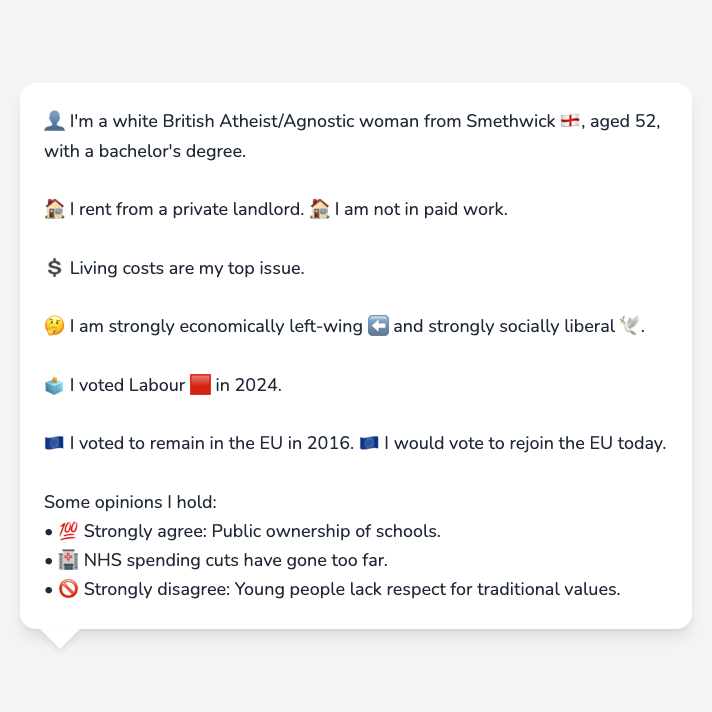 👤 I'm a white British Atheist/Agnostic woman from Smethwick 🏴󠁧󠁢󠁥󠁮󠁧󠁿, aged 52,
with a bachelor's degree.
🏠 I rent from a private landlord. 🏠 I am not in paid work.
💲 Living costs are my top issue.
🤔 I am strongly economically left-wing ⬅️ and strongly socially liberal 🕊️.
🗳️ I voted Labour 🟥 in 2024.
🇪🇺 I voted to remain in the EU in 2016. 🇪🇺 I would vote to rejoin the EU today.
Some opinions I hold:
• 💯 Strongly agree: Public ownership of schools.
• 🏥 NHS spending cuts have gone too far.
• 🚫 Strongly disagree: Young people lack respect for traditional values.